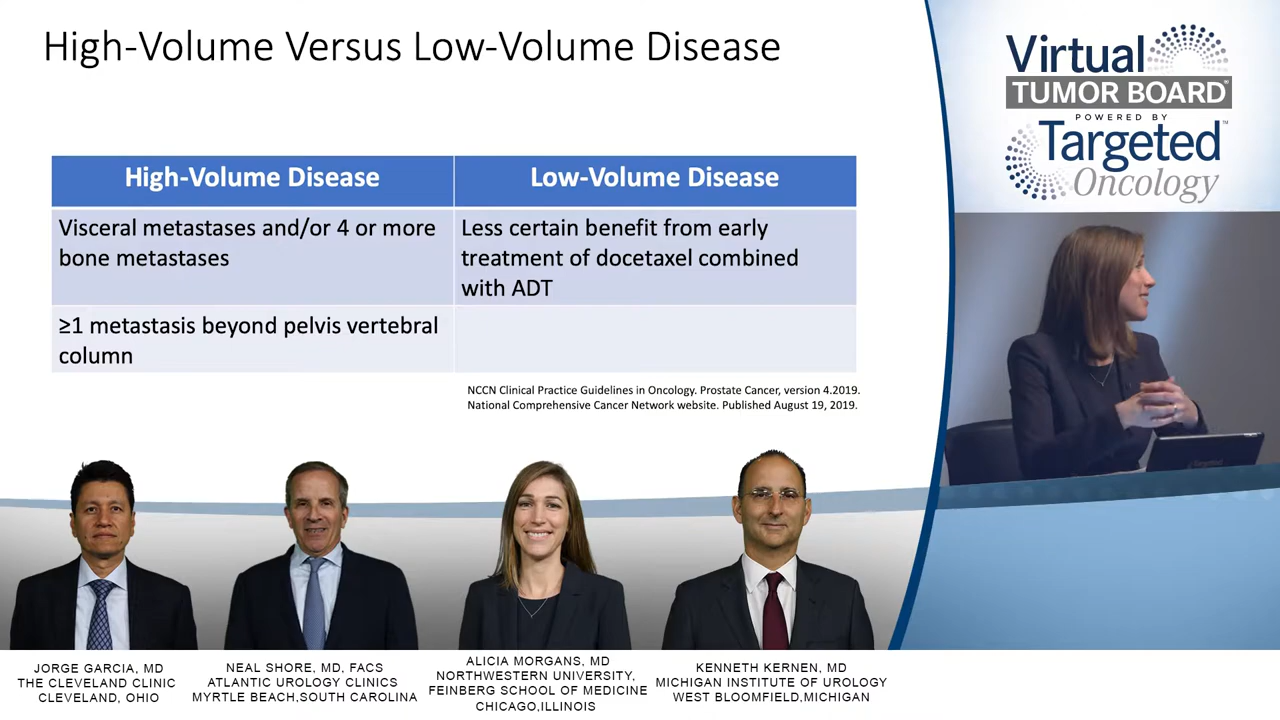 High-Volume Versus Low-Volume Disease
High-Volume Disease
Low-Volume Disease
Visceral metastases and/or 4 or more
bone metastases
Less certain benefit from early
treatment of docetaxel combined
with ADT
≥1 metastasis beyond pelvis vertebral
column
NCCN Clinical Practice Guidelines in Oncology. Prostate Cancer, version 4.2019.
National Comprehensive Cancer Network website. Published August 19, 2019.
Virtual
TUMOR BOARD®
POWERED BY
Targeted™
Oncology
Targeted
JORGE GARCIA, MD
THE CLEVELAND CLINIC
CLEVELAND, OHIO
NEAL SHORE, MD, FACS
ATLANTIC UROLOGY CLINICS
MYRTLE BEACH,SOUTH CAROLINA
ALICIA MORGANS, MD
NORTHWESTERN UNIVERSITY,
FEINBERG SCHOOL OF MEDICINE
CHICAGO,ILLINOIS
KENNETH KERNEN, MD
MICHIGAN INSTITUTE OF UROLOGY
WEST BLOOMFIELD,MICHIGAN